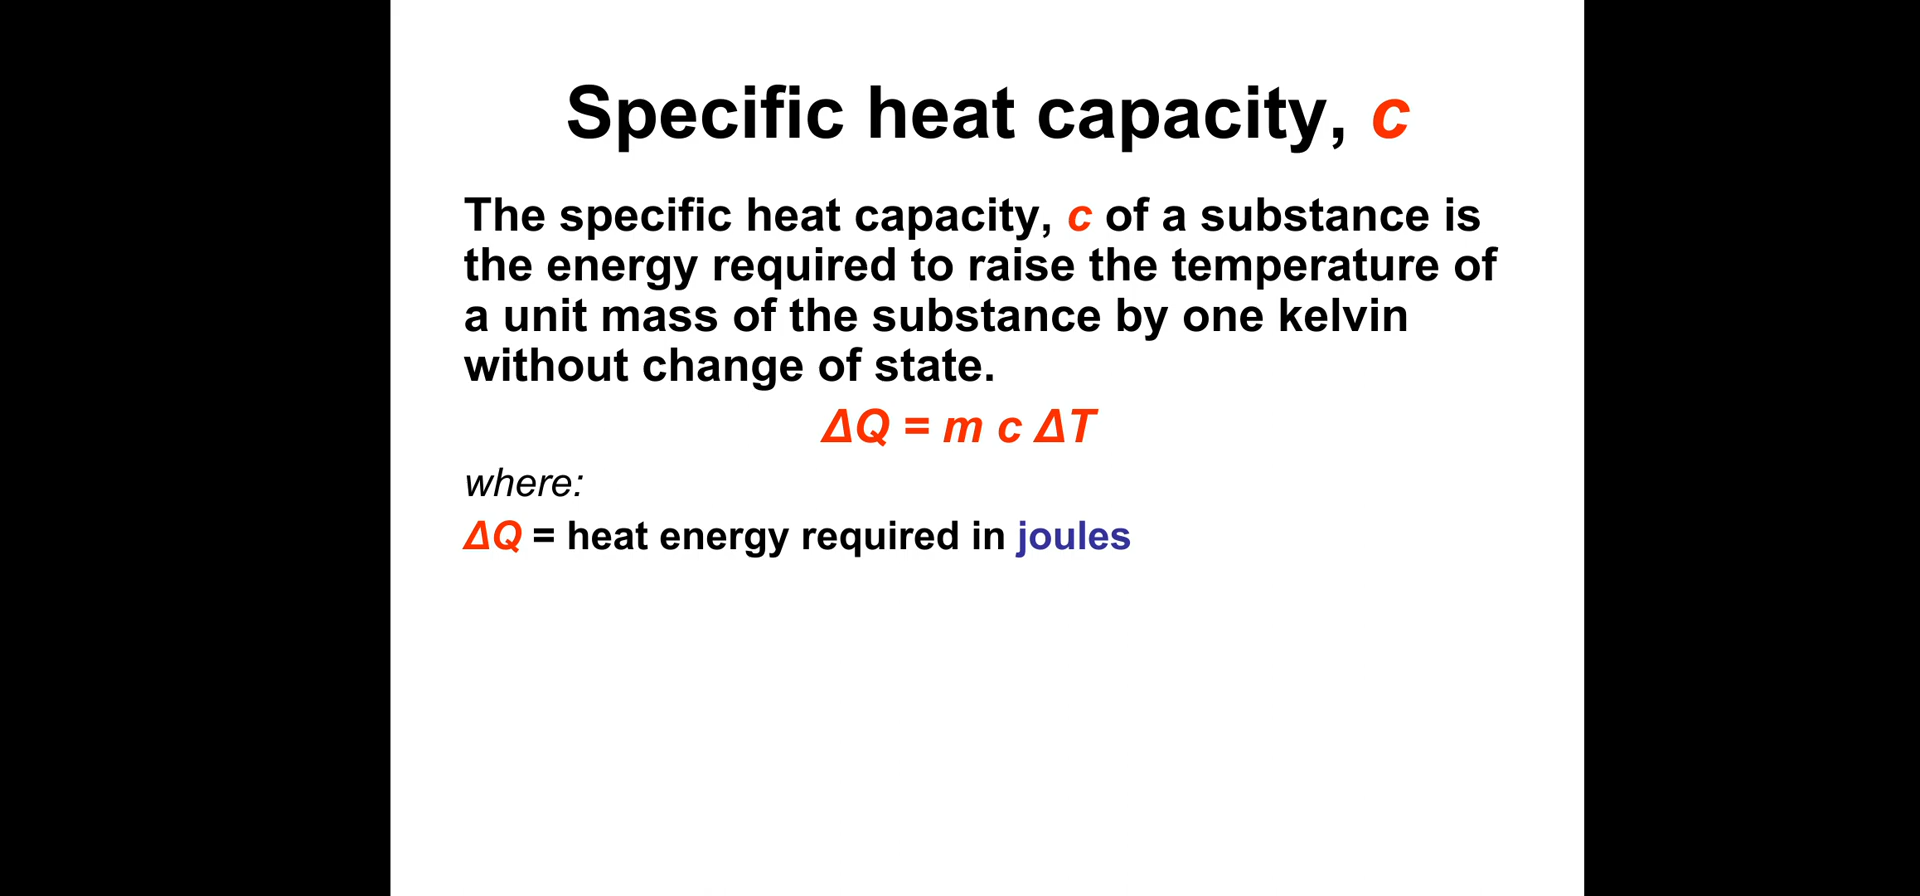 Specific heat capacity, c
The specific heat capacity, c of a substance is
the energy required to raise the temperature of
a unit mass of the substance by one kelvin
without change of state.
ΔQ = m c ΔT
where:
ΔQ = heat energy required in joules